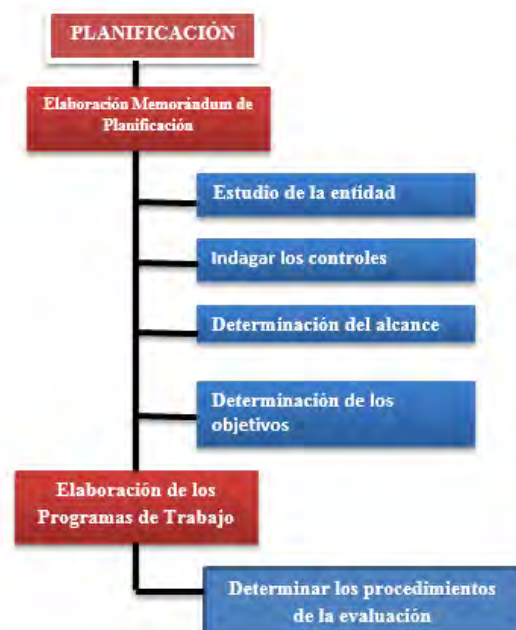 PLANIFICACIÓN
Elaboración Memorándum de
Planificación
Estudio de la entidad
Indagar los controles
Determinación del alcance
Determinación de los
objetivos
Elaboración de los
Programas de Trabajo
Determinar los procedimientos
de la evaluación